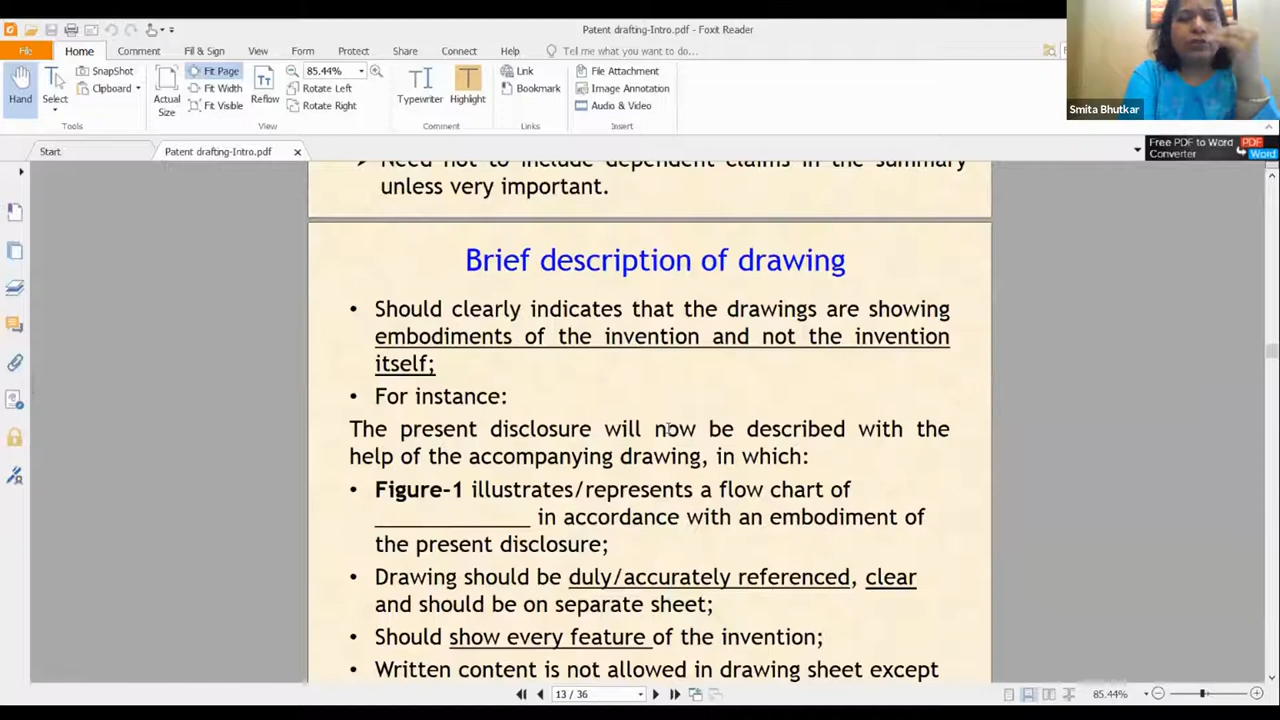 Patent drafting-Intro.pdf - Foxit Reader
File Home Comment Fill & Sign View Form Protect Share Connect Help Tell me what you want to do...
Hand
Select
SnapShot
Clipboard
Tools
Actual Size
Fit Page
Fit Width
Fit Visible
Reflow
85.44%
Rotate Left
Rotate Right
View
Typewriter
Highlight
Comment
Link
Bookmark
Links
File Attachment
Image Annotation
Audio & Video
Insert
Smita Bhutkar
Start
Patent drafting-Intro.pdf
Free PDF to Word
Converter
PDF
Word
Need not to include dependent claims in the summary
unless very important.
Brief description of drawing
• Should clearly indicates that the drawings are showing
embodiments of the invention and not the invention
itself;
• For instance:
The present disclosure will now be described with the
help of the accompanying drawing, in which:
• Figure-1 illustrates/represents a flow chart of
_____________ in accordance with an embodiment of
the present disclosure;
• Drawing should be duly/accurately referenced, clear
and should be on separate sheet;
• Should show every feature of the invention;
• Written content is not allowed in drawing sheet except
13 / 36
85.44%